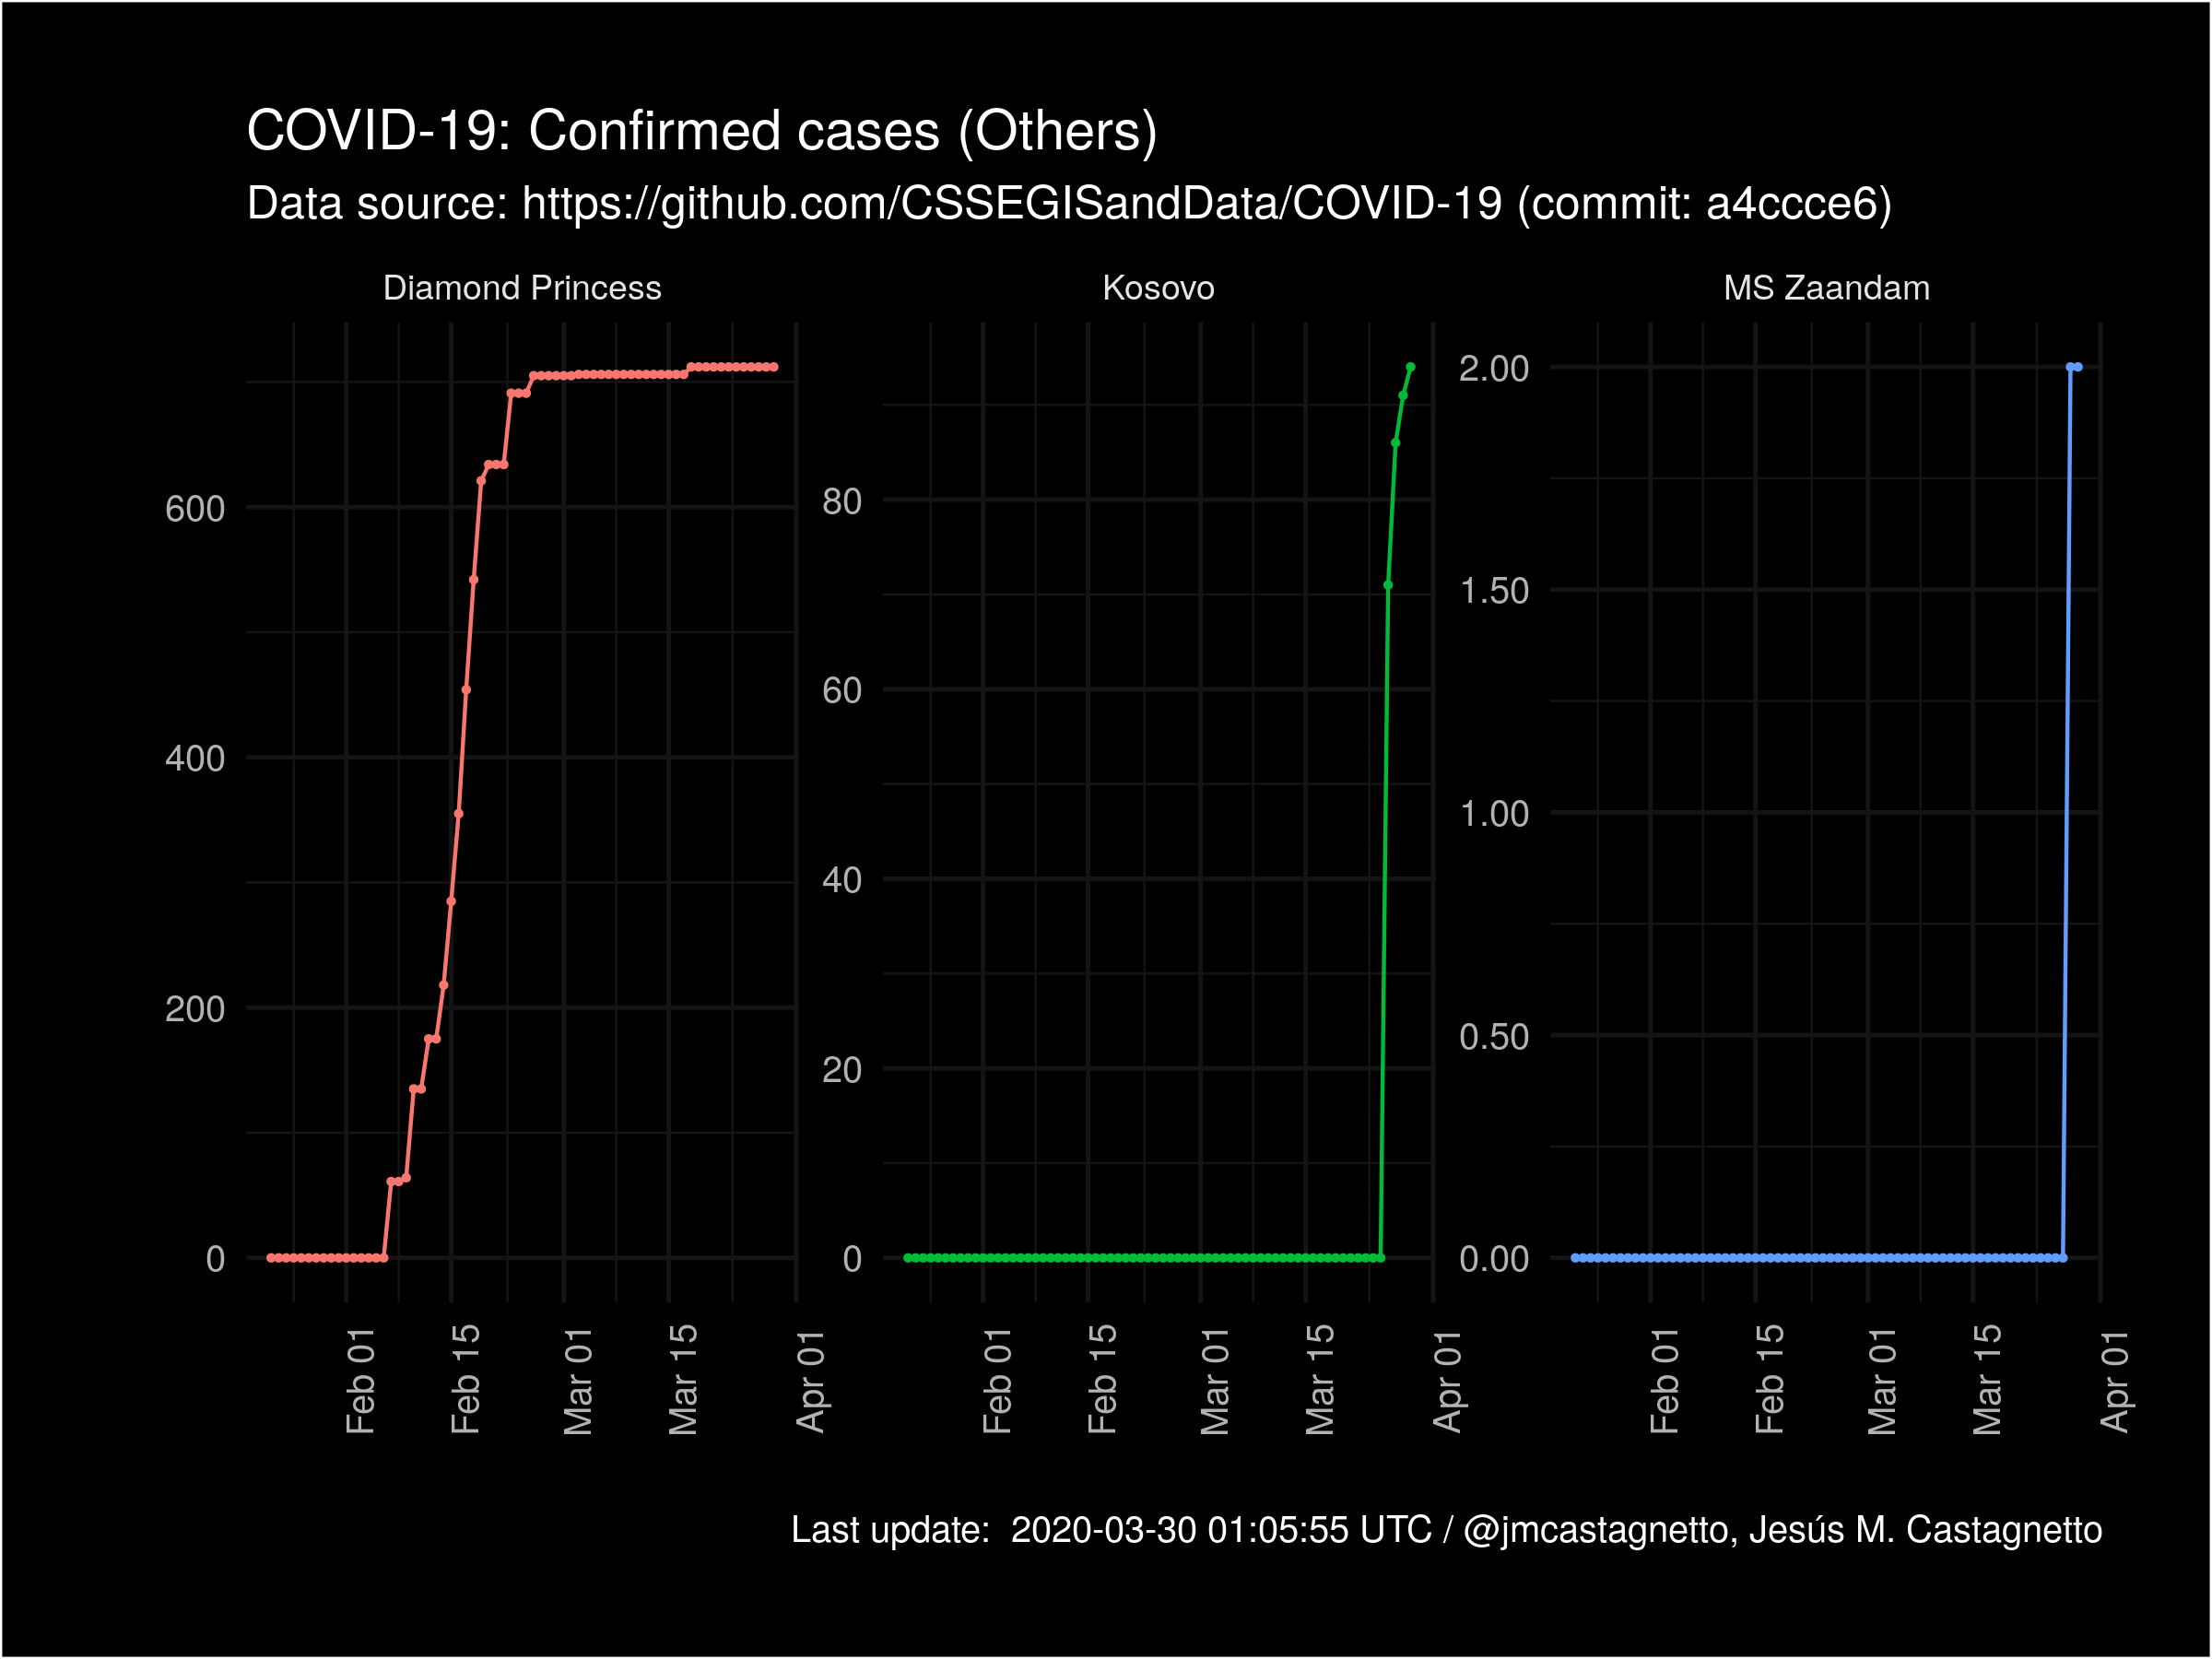 COVID-19: Confirmed cases (Others)
Data source: https://github.com/CSSEGISandData/COVID-19 (commit: a4ccce6)
Diamond Princess
Kosovo
MS Zaandam
600
400
200
0
80
60
40
20
0
2.00
1.50
1.00
0.50
0.00
Feb 01
Feb 15
Mar 01
Mar 15
Apr 01
Feb 01
Feb 15
Mar 01
Mar 15
Apr 01
Feb 01
Feb 15
Mar 01
Mar 15
Apr 01
Last update:  2020-03-30 01:05:55 UTC / @jmcastagnetto, Jesús M. Castagnetto